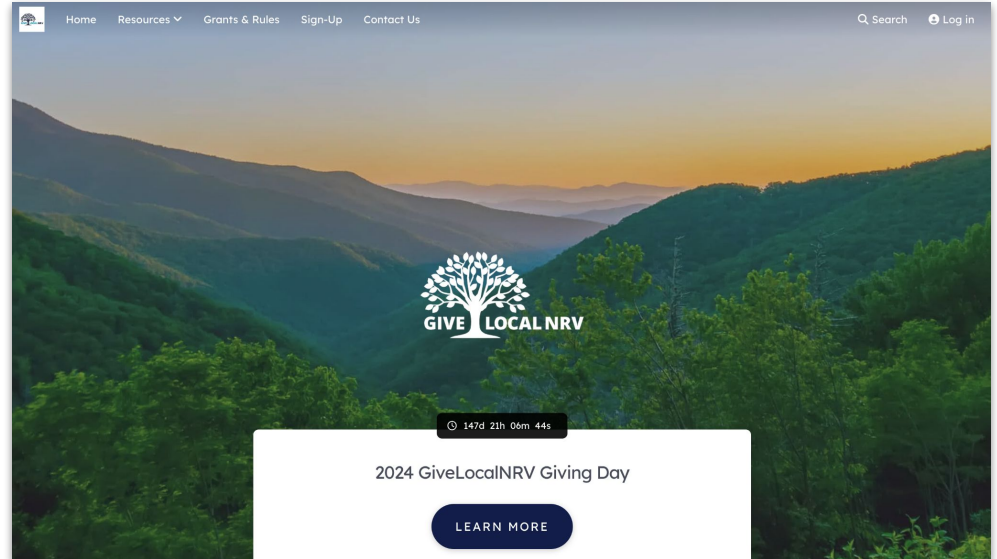 Home Resources Grants & Rules Sign-Up Contact Us Search Log in
GIVE LOCAL NRV
147d 21h 06m 44s
2024 GiveLocalNRV Giving Day
LEARN MORE